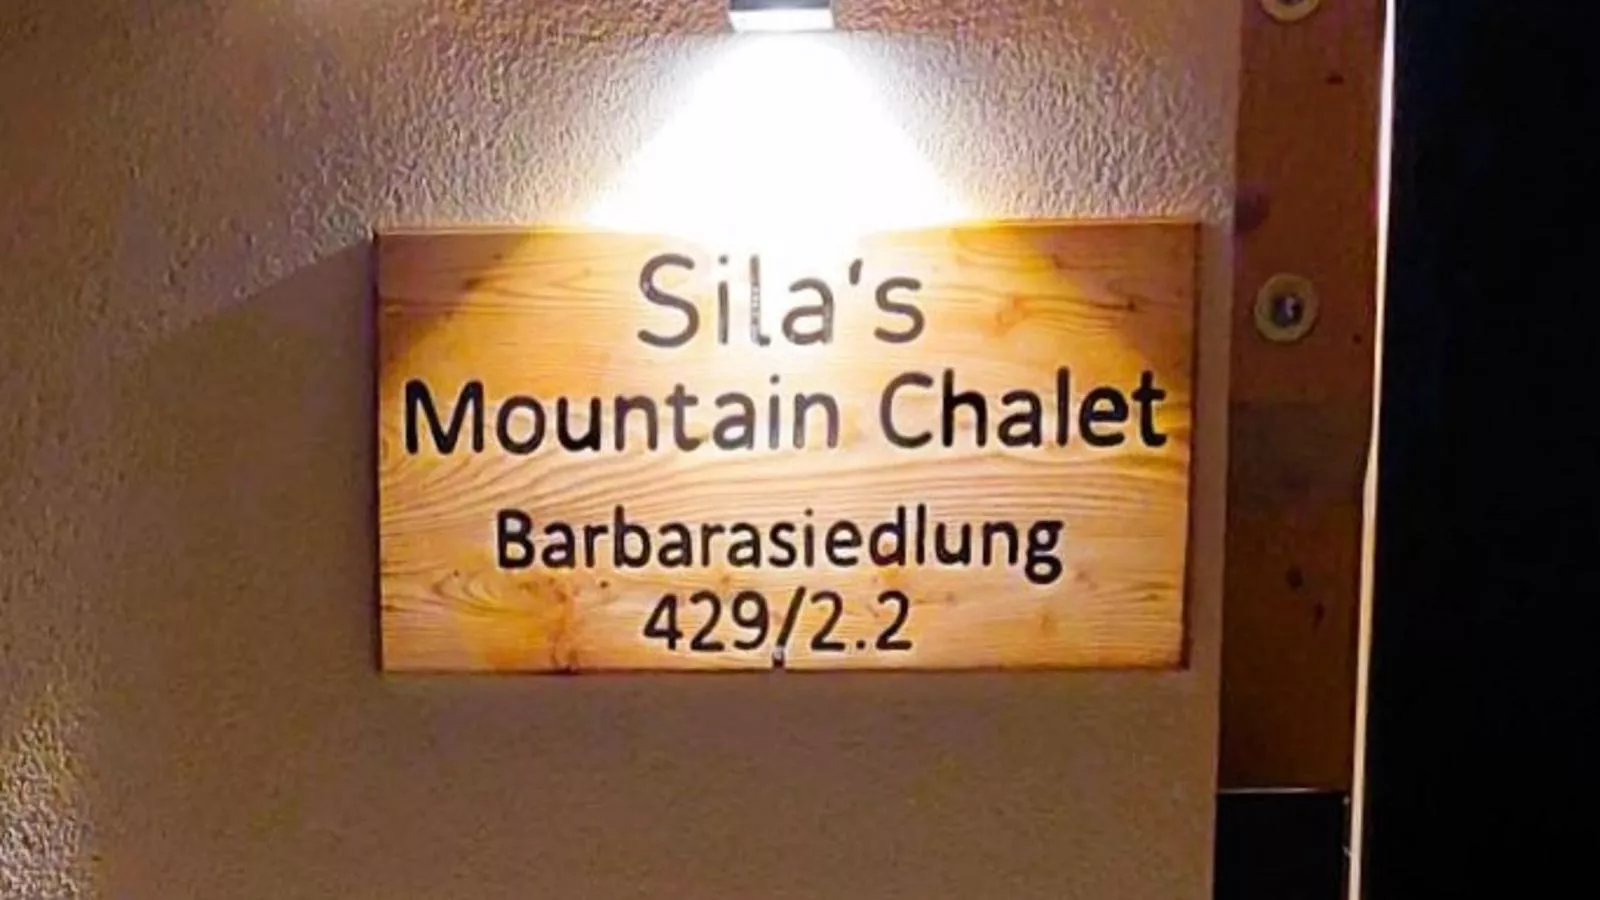 Sila‘s
Mountain Chalet
Barbarasiedlung
429/2.2